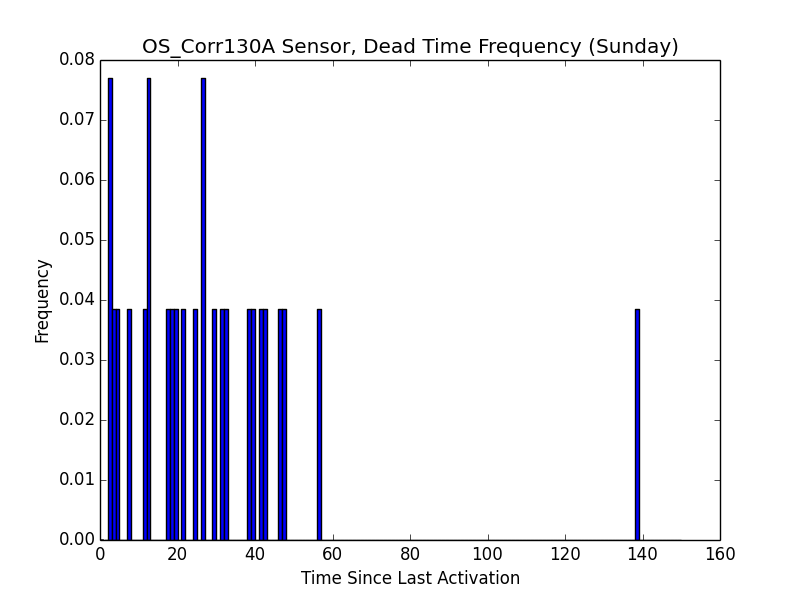 OS_Corr130A Sensor, Dead Time Frequency (Sunday)
0.08
0.07
0.06
0.05
0.04
0.03
0.02
0.01
0.00
Frequency
0 20 40 60 80 100 120 140 160
Time Since Last Activation